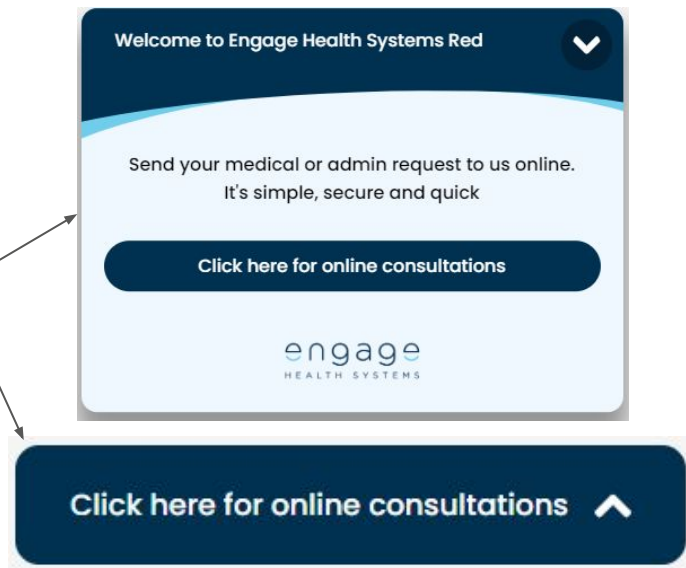 Welcome to Engage Health Systems Red
Send your medical or admin request to us online.
It's simple, secure and quick
Click here for online consultations
engage
HEALTH SYSTEMS
Click here for online consultations